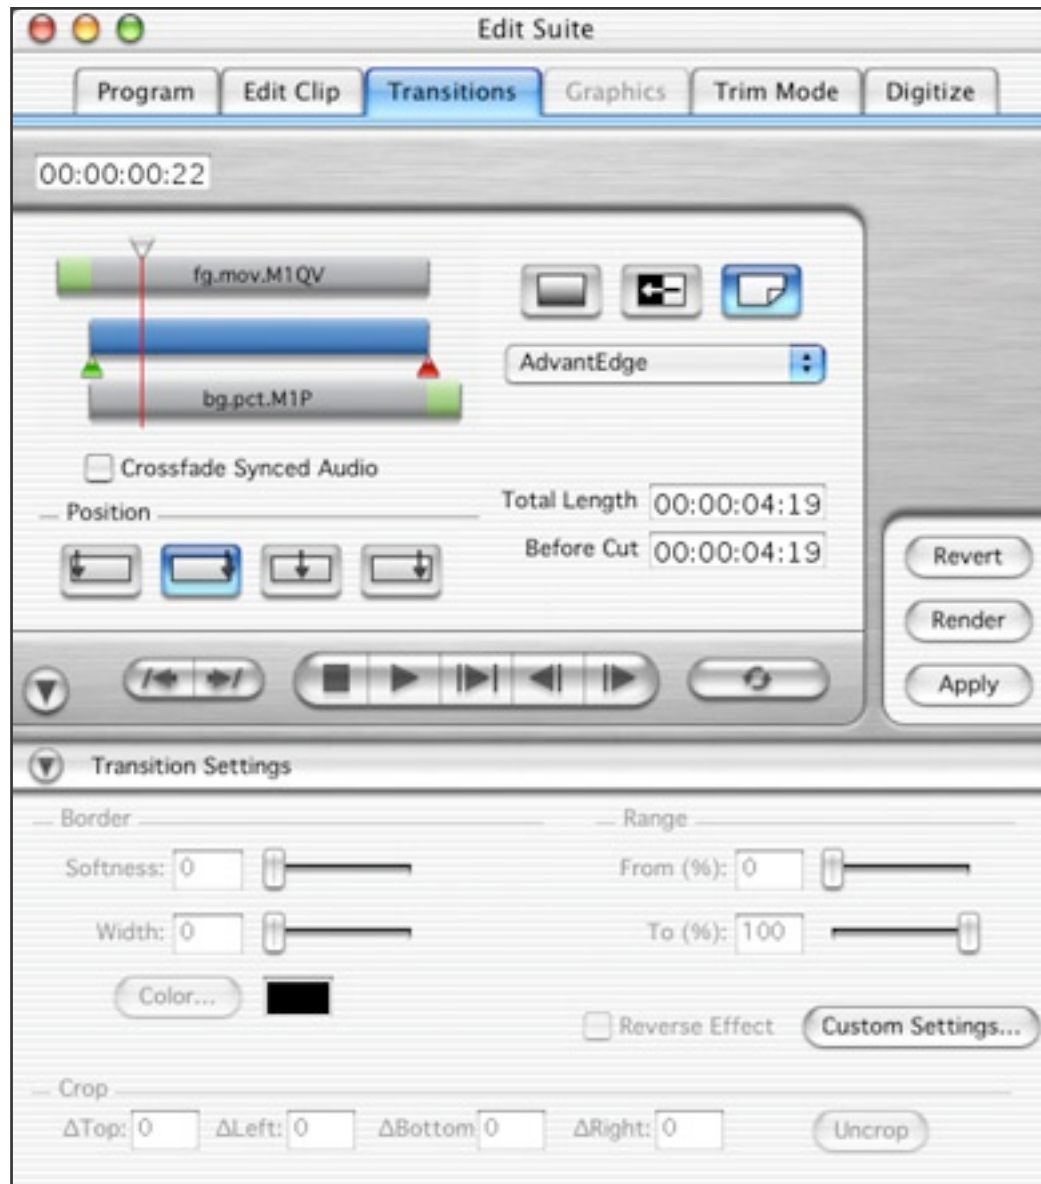 Edit Suite
Program Edit Clip Transitions Graphics Trim Mode Digitize
00:00:00:22
fg.mov.M1QV
AdvantEdge
bg.pct.M1P
Crossfade Synced Audio
Position
Total Length 00:00:04:19
Before Cut 00:00:04:19
Revert
Render
Apply
Transition Settings
Border
Softness: 0
Width: 0
Color...
Range
From (%): 0
To (%): 100
Reverse Effect Custom Settings...
Crop
ΔTop: 0 ΔLeft: 0 ΔBottom 0 ΔRight: 0 Uncrop